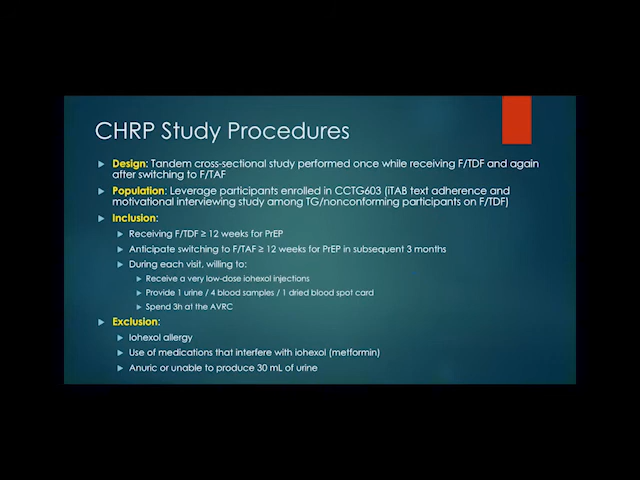 CHRP Study Procedures
Design: Tandem cross-sectional study performed once while receiving F/TDF and again
after switching to F/TAF
Population: Leverage participants enrolled in CCTG603 (iTAB text adherence and
motivational interviewing study among TG/nonconforming participants on F/TDF)
Inclusion:
Receiving F/TDF ≥ 12 weeks for PrEP
Anticipate switching to F/TAF ≥ 12 weeks for PrEP in subsequent 3 months
During each visit, willing to:
Receive a very low-dose iohexol injections
Provide 1 urine / 4 blood samples / 1 dried blood spot card
Spend 3h at the AVRC
Exclusion:
Iohexol allergy
Use of medications that interfere with iohexol (metformin)
Anuric or unable to produce 30 mL of urine